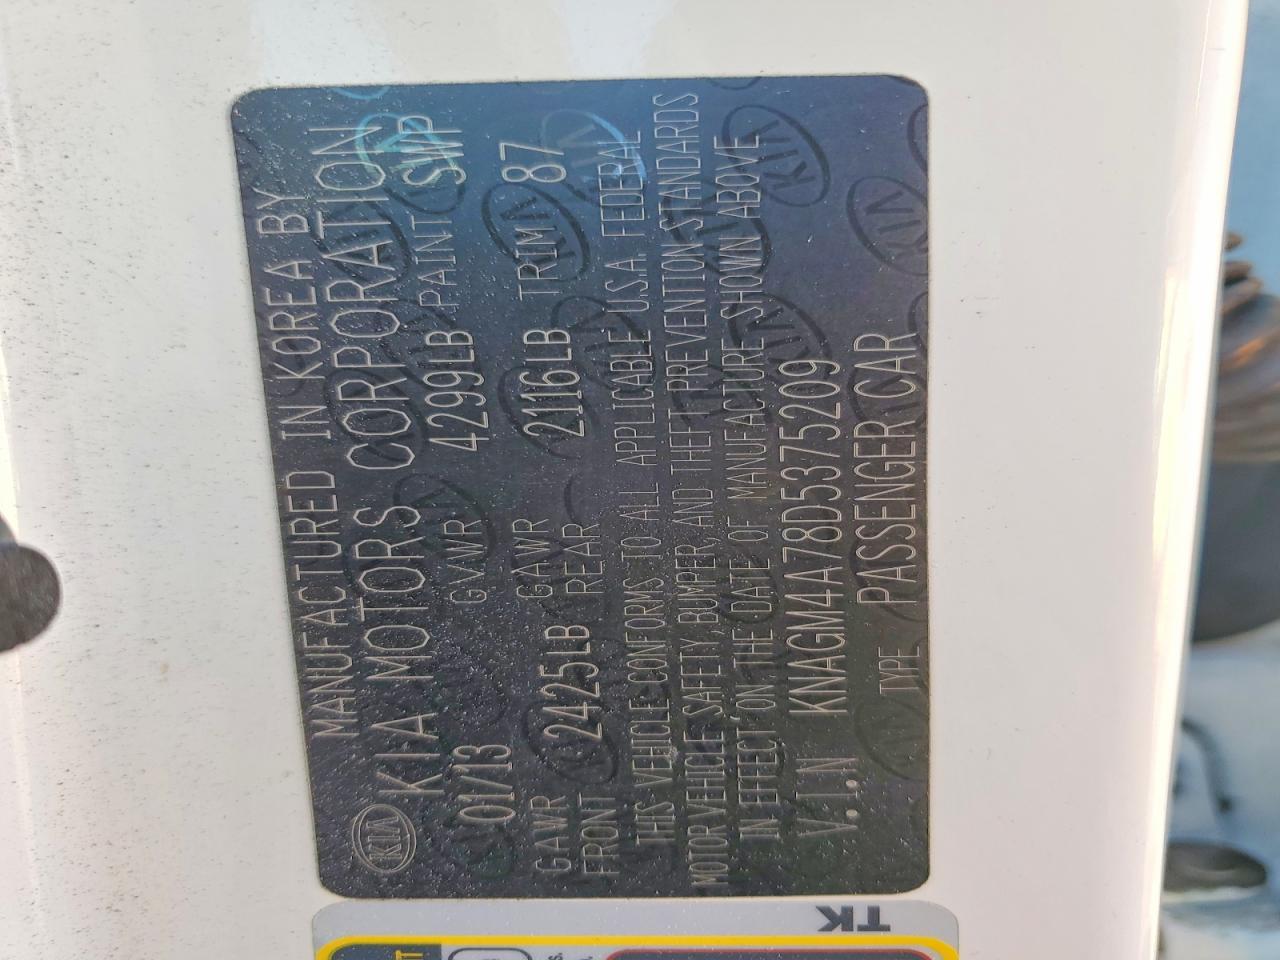 MANUFACTURED IN KOREA BY
KIA KIA MOTORS CORPORATION
01/13 GVWR 4299LB PAINT SWP
GAWR FRONT 2425LB GAWR REAR 2116LB TRIM 87
THIS VEHICLE CONFORMS TO ALL APPLICABLE U.S.A. FEDERAL
MOTOR VEHICLE SAFETY, BUMPER, AND THEFT PREVENTION STANDARDS
IN EFFECT ON THE DATE OF MANUFACTURE SHOWN ABOVE
V.I.N KNAGM4A78D5375209
TYPE PASSENGER CAR
TK